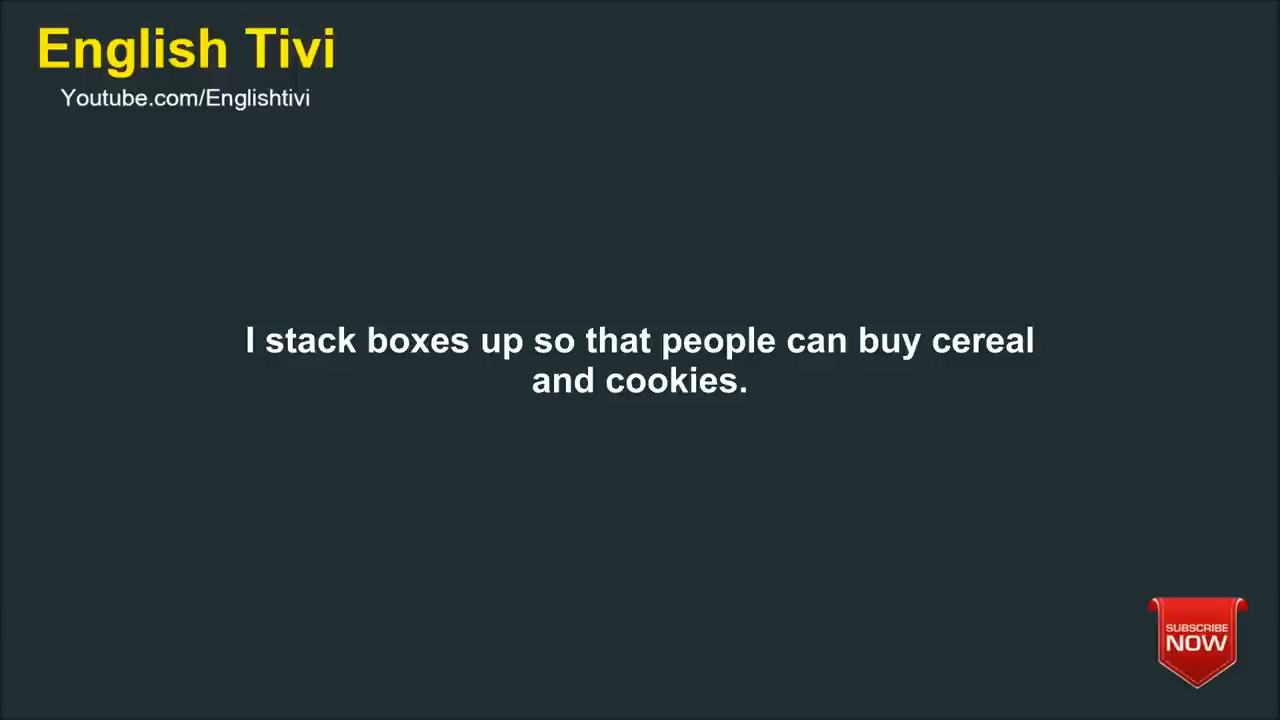 English Tivi
Youtube.com/Englishtivi
I stack boxes up so that people can buy cereal
and cookies.
SUBSCRIBE
NOW